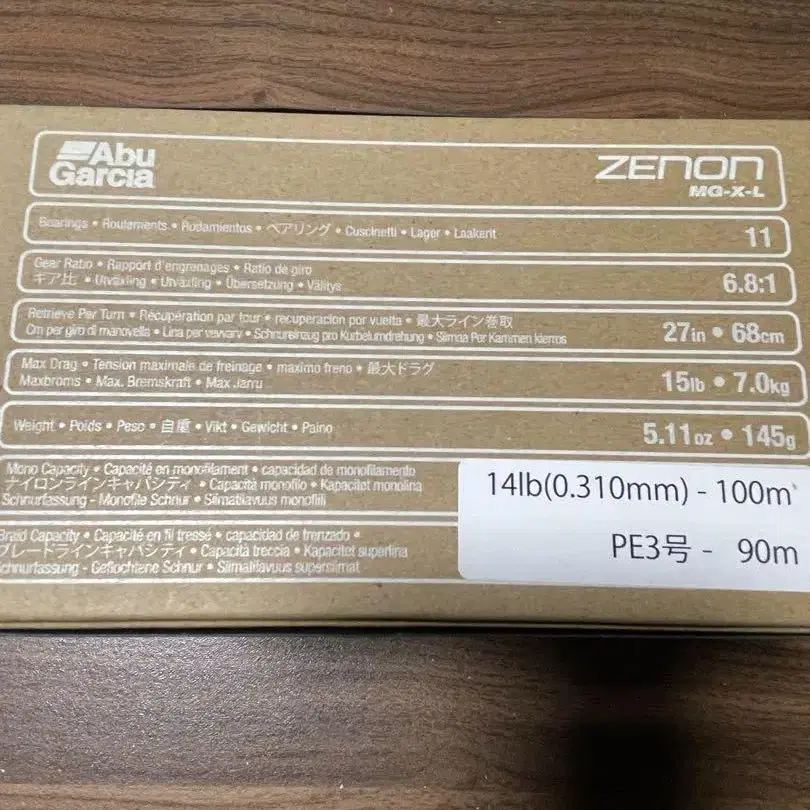 Abu
Garcia
ZENON
MG-X-L
Bearings • Roulements • Rodamientos • ベアリング • Cuscinetti • Lager • Laakerit
11
Gear Ratio • Rapport d'engrenages • Ratio de giro
ギア比 • Utväxling • Utväxling • Übersetzung • Välitys
6.8:1
Retrieve Per Turn • Récupération par tour • recuperacion por vuelta • 最大ライン巻取
Cm per giro di manovella • Lina per vevvarv • Schnureinzug pro Kurbelumdrehung • Siimaa Per Kammen kierros
27in • 68cm
Max Drag • Tension maximale de freinage • maximo freno • 最大ドラグ
Maxbroms • Max. Bremskraft • Max Jarru
15lb • 7.0kg
Weight • Poids • Peso • 自重 • Vikt • Gewicht • Paino
5.11oz • 145g
Mono Capacity • Capacité en monofilament • capacidad de monofilamento
ナイロンラインキャパシティ • Capacità monofilo • Kapacitet monolina
Schnurfassung - Monofile Schnur • Siimatilavuus monofiili
14lb(0.310mm) - 100m
Braid Capacity • Capacité en fil tressé • capacidad de trenzado •
ブレードラインキャパシティ • Capacità treccia • Kapacitet superlina
Schnurfassung - Geflochtene Schnur • Siimatilavuus supersiimat
PE3号 - 90m